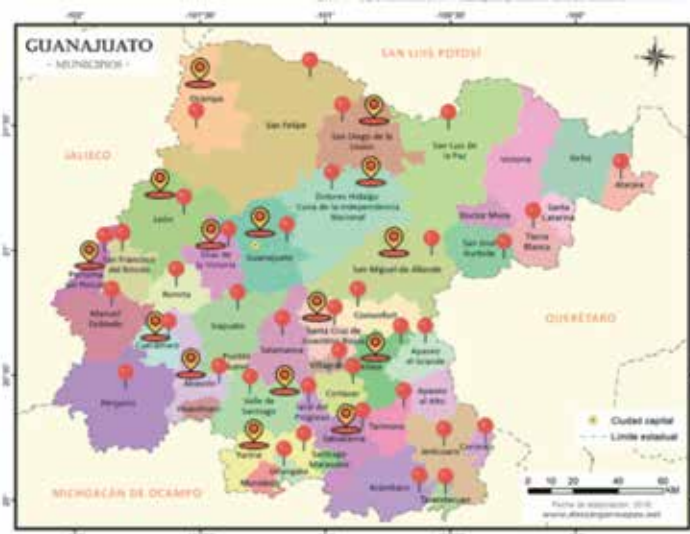 GUANAJUATO
- MUNICIPIOS -
SAN LUIS POTOSÍ
JALISCO
Ocampo
San Felipe
San Diego de la
Unión
San Luis de
la Paz
Victoria
Xichú
Atarjea
Dolores Hidalgo
Cuna de la Independencia
Nacional
León
Doctor Mora
Santa
Catarina
Tierra
Blanca
San José
Iturbide
Guanajuato
San Miguel de Allende
San Francisco
del Rincón
Silao de
la Victoria
Purísima
del Rincón
Romita
QUERÉTARO
Manuel
Doblado
Irapuato
Comonfort
Santa Cruz de
Juventino Rosas
Cuerámaro
Salamanca
Villagrán
Celaya
Apaseo
el Grande
Pueblo
Nuevo
Abasolo
Pénjamo
Cortazar
Apaseo
el Alto
Huanímaro
Valle de
Santiago
Jaral del
Progreso
Salvatierra
Tarimoro
Jerécuaro
Coroneo
Yuriria
Santiago
Maravatío
Uriangato
Moroleón
Acámbaro
Tarandacuao
MICHOACÁN DE OCAMPO
Ciudad capital
Límite estatal
0 10 20 40 60
KM